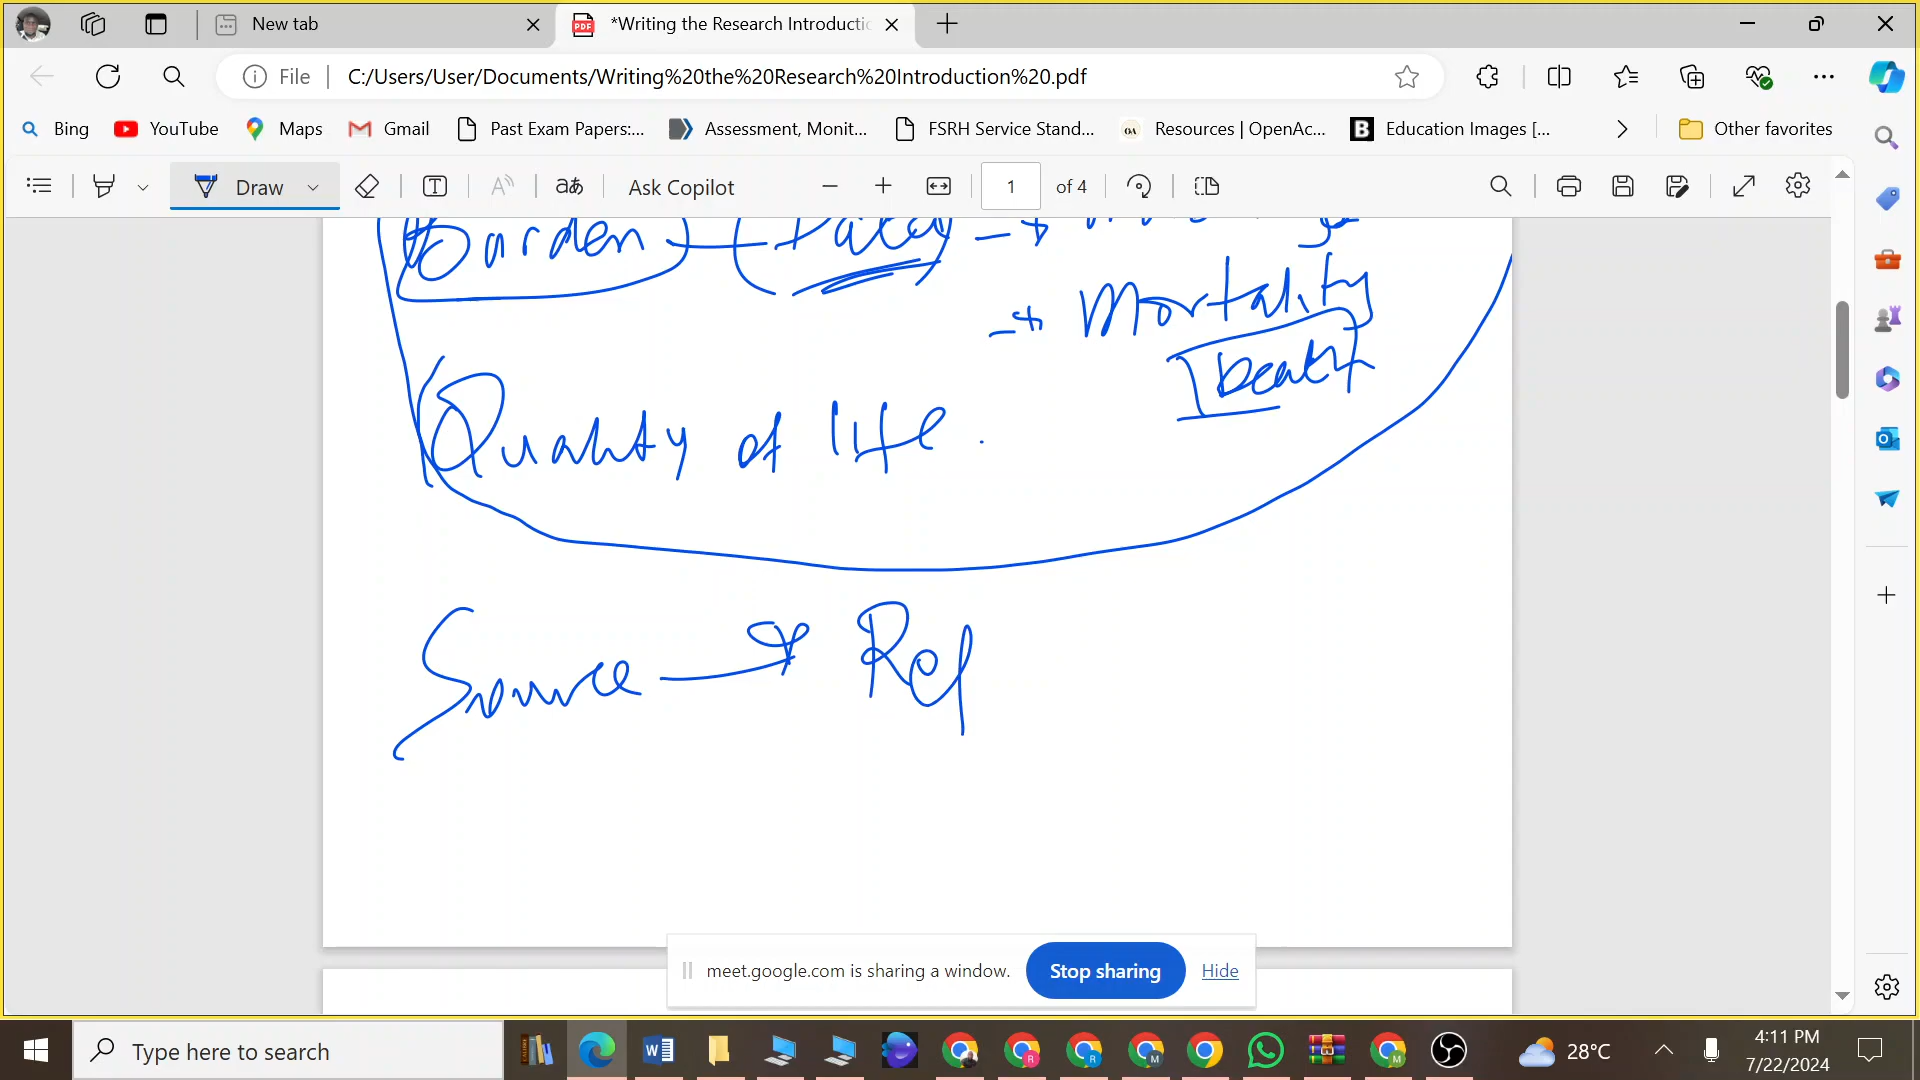 New tab
*Writing the Research Introductic
File
C:/Users/User/Documents/Writing%20the%20Research%20Introduction%20.pdf
Bing YouTube Maps Gmail Past Exam Papers:... Assessment, Monit... FSRH Service Stand... Resources | OpenAc... Education Images [... Other favorites
Draw Ask Copilot 1 of 4
Burden (Data)
→ Mortality
Death
Quality of life.
Source → Ref
meet.google.com is sharing a window. Stop sharing Hide
Type here to search
28°C
4:11 PM
7/22/2024